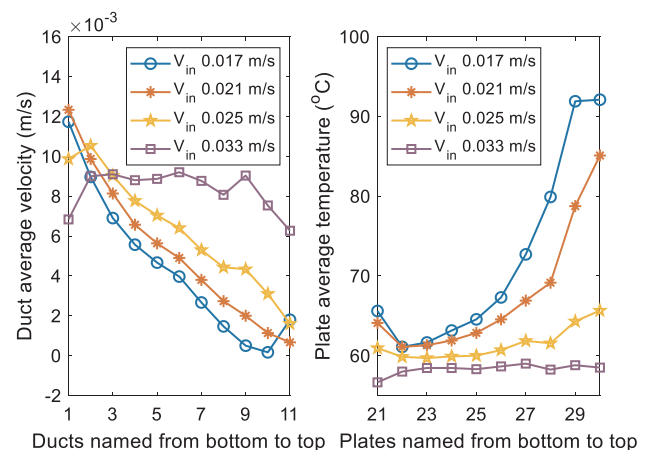 ×10⁻³
16
14
12
10
8
6
4
2
0
-2
Duct average velocity (m/s)
V_in 0.017 m/s
V_in 0.021 m/s
V_in 0.025 m/s
V_in 0.033 m/s
1 3 5 7 9 11
Ducts named from bottom to top
100
90
80
70
60
Plate average temperature (°C)
V_in 0.017 m/s
V_in 0.021 m/s
V_in 0.025 m/s
V_in 0.033 m/s
21 23 25 27 29
Plates named from bottom to top